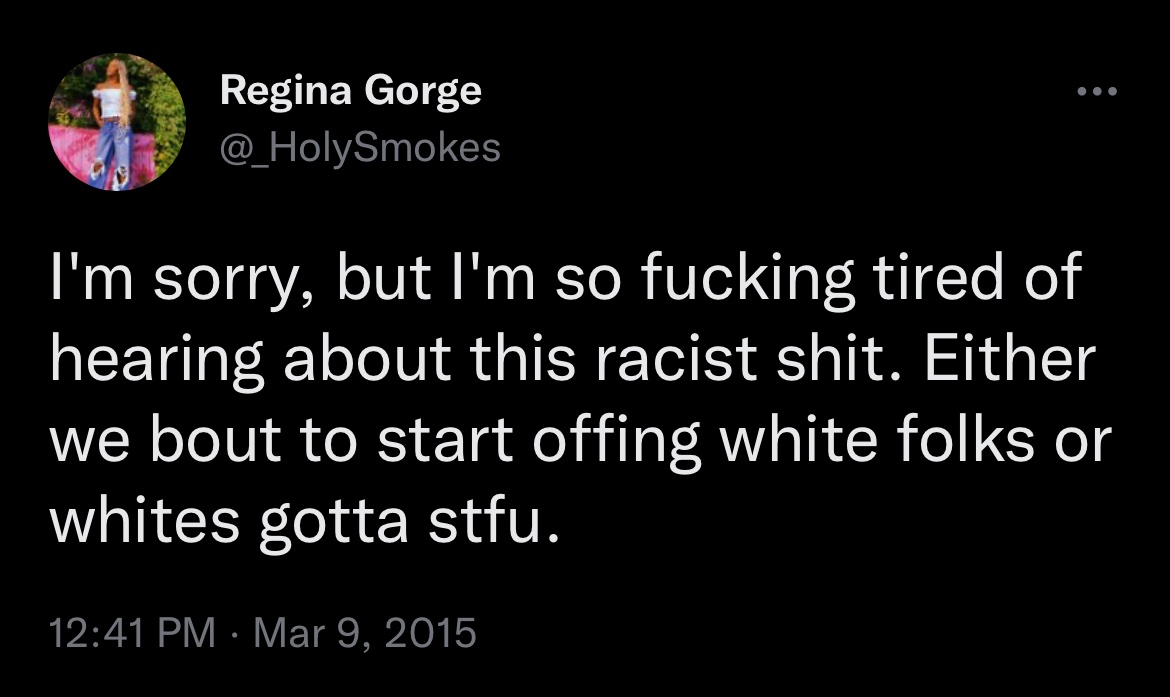 Regina Gorge
@_HolySmokes
I'm sorry, but I'm so fucking tired of
hearing about this racist shit. Either
we bout to start offing white folks or
whites gotta stfu.
12:41 PM · Mar 9, 2015